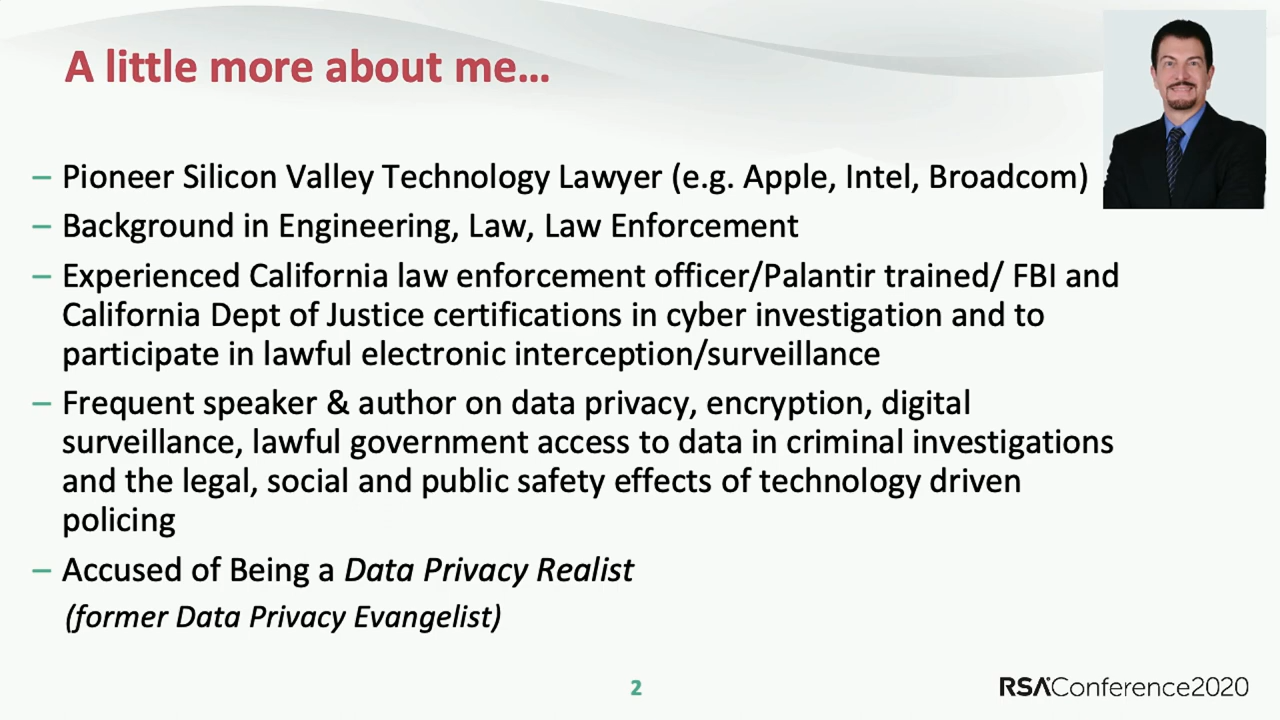 A little more about me...
– Pioneer Silicon Valley Technology Lawyer (e.g. Apple, Intel, Broadcom)
– Background in Engineering, Law, Law Enforcement
– Experienced California law enforcement officer/Palantir trained/ FBI and
California Dept of Justice certifications in cyber investigation and to
participate in lawful electronic interception/surveillance
– Frequent speaker & author on data privacy, encryption, digital
surveillance, lawful government access to data in criminal investigations
and the legal, social and public safety effects of technology driven
policing
– Accused of Being a Data Privacy Realist
(former Data Privacy Evangelist)
2
RSAConference2020